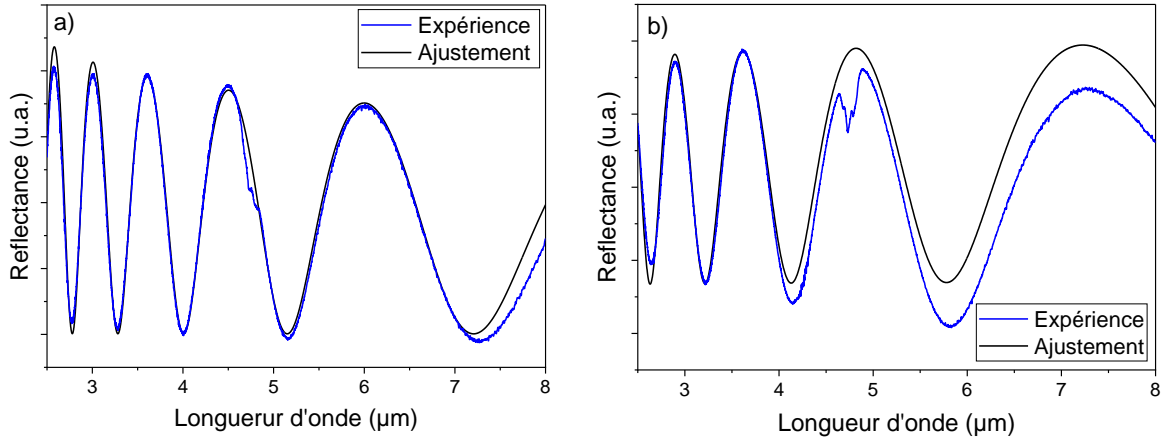 a)
Expérience
Ajustement
Reflectance (u.a.)
3 4 5 6 7 8
Longuerur d'onde (µm)
b)
Expérience
Ajustement
Reflectance (u.a.)
3 4 5 6 7 8
Longueur d'onde (µm)